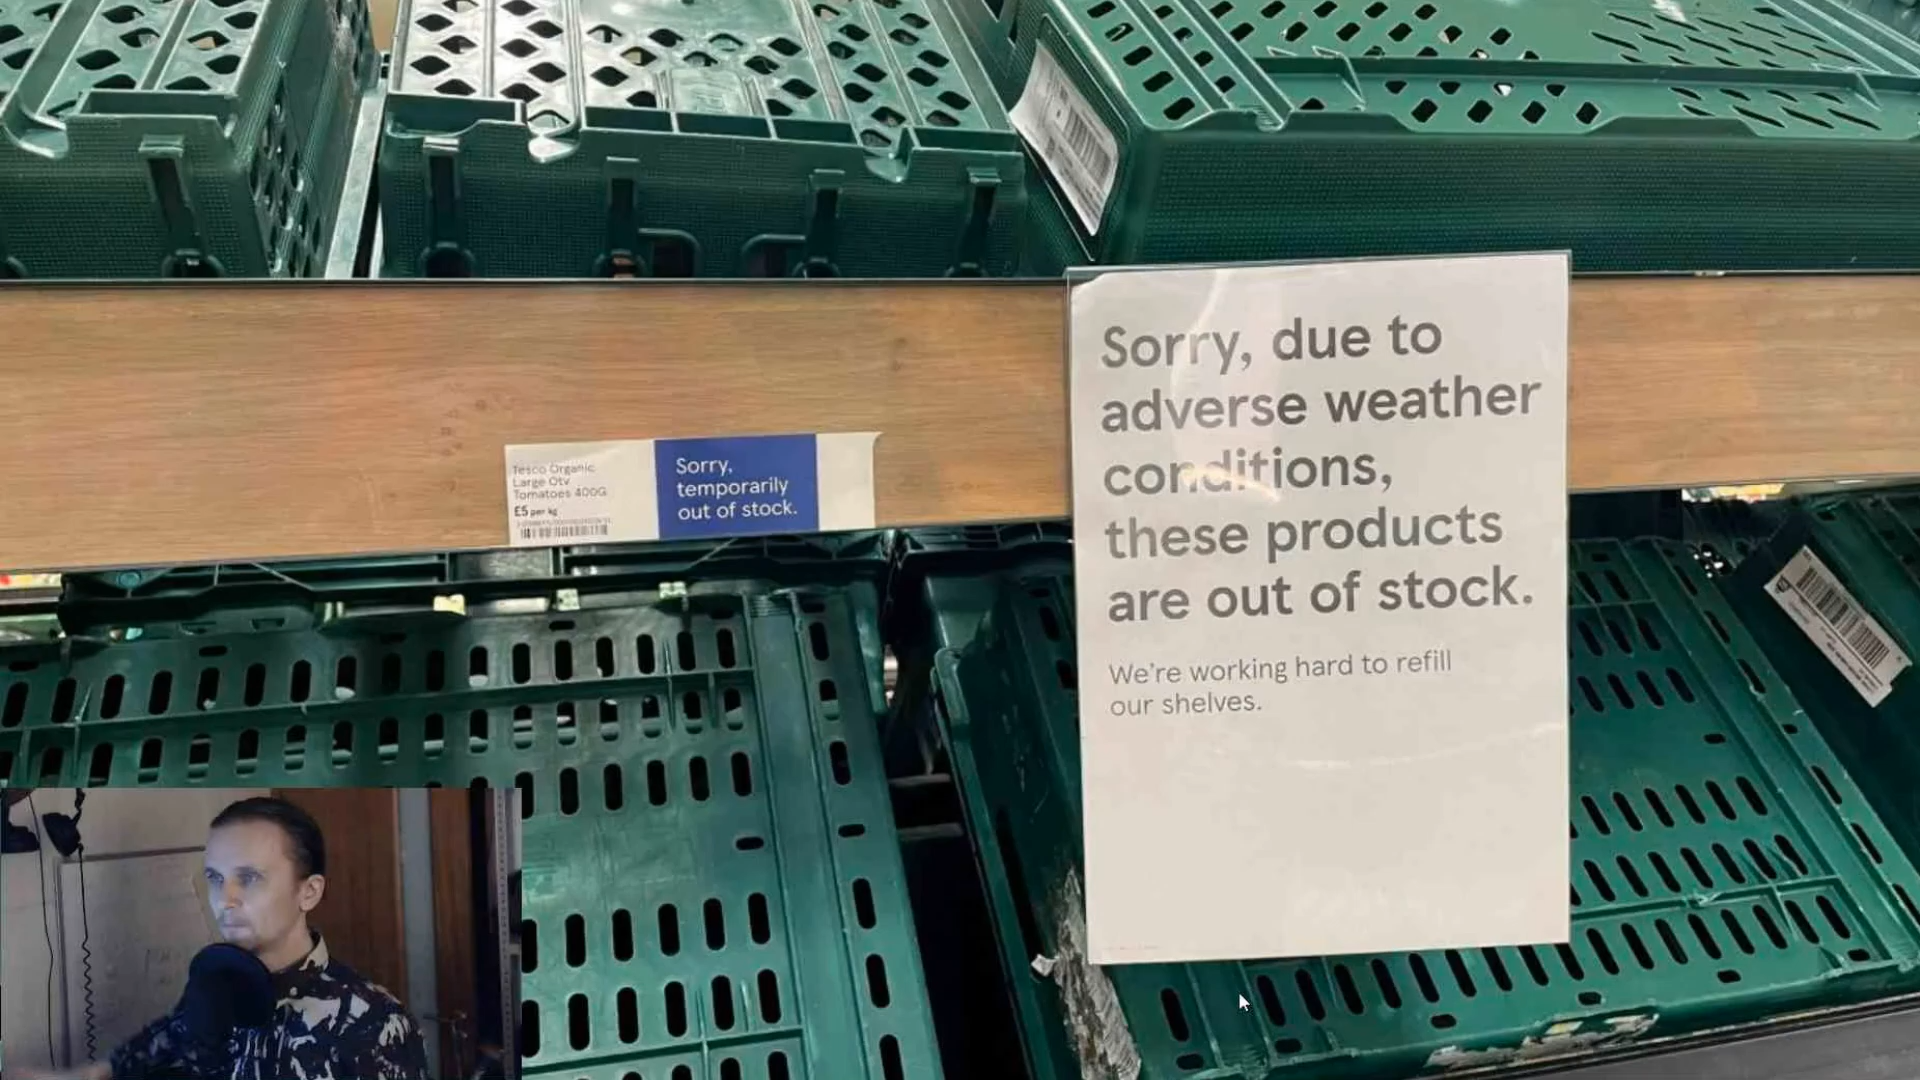 Sorry, due to
adverse weather
conditions,
these products
are out of stock.
We're working hard to refill
our shelves.
Tesco Organic
Large Otv
Tomatoes 400G
£5 per kg
Sorry,
temporarily
out of stock.